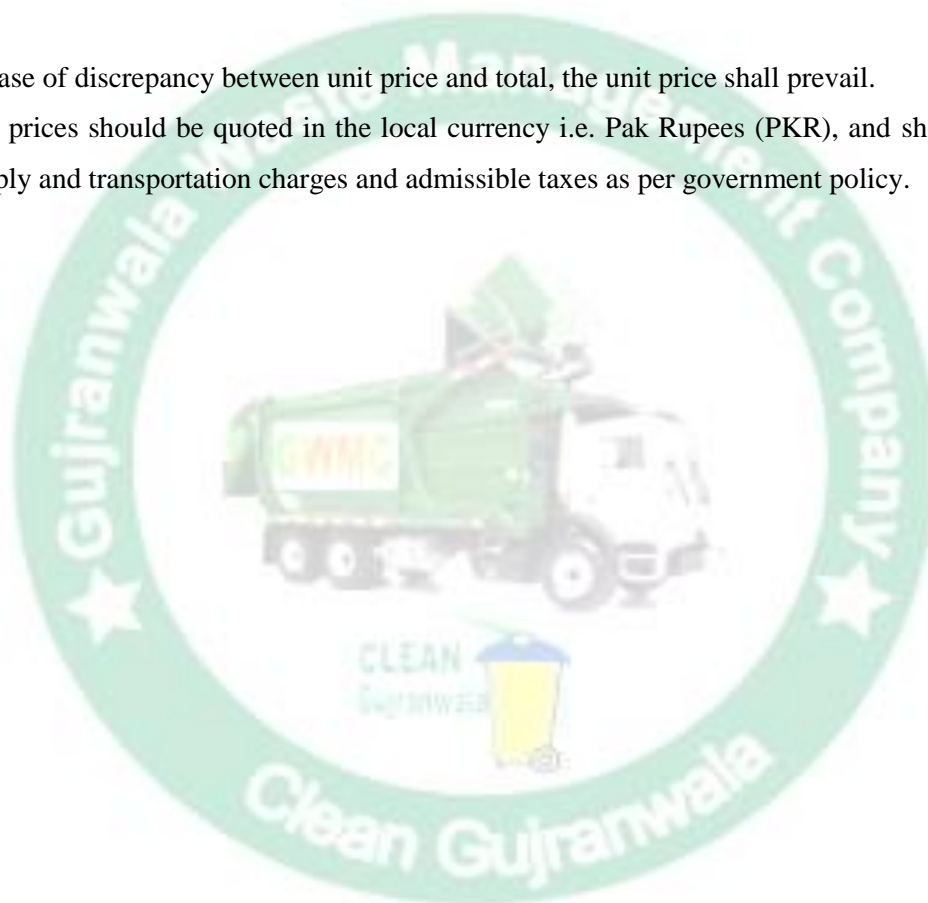 ase of discrepancy between unit price and total, the unit price shall prevail.
prices should be quoted in the local currency i.e. Pak Rupees (PKR), and sh
ply and transportation charges and admissible taxes as per government policy.
Gujranwala Waste Management Company
GWMC
CLEAN
Gujranwala
Clean Gujranwala